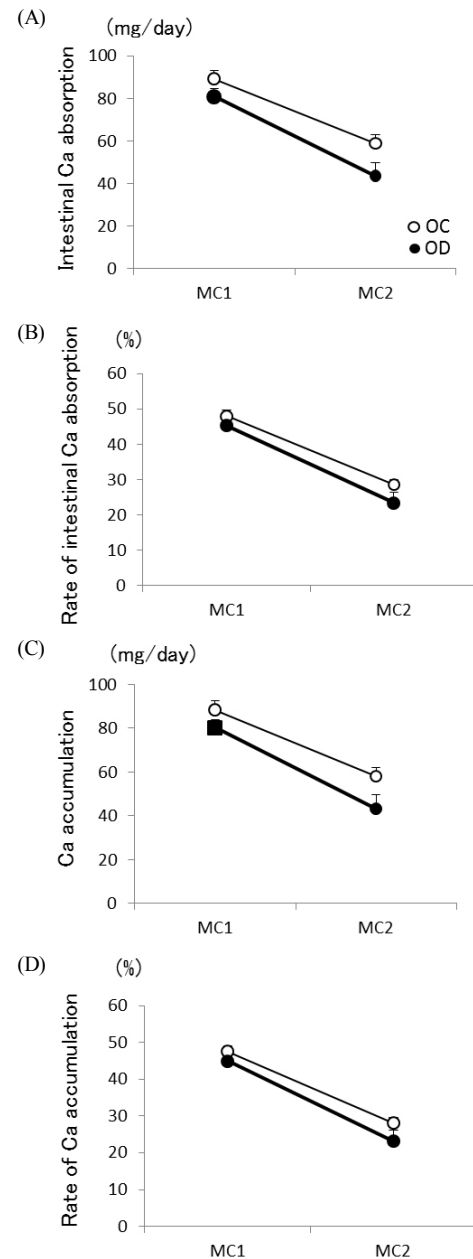 (A)
(mg/day)
Intestinal Ca absorption
100
80
60
40
20
0
OC
OD
MC1 MC2
(B)
(%)
Rate of intestinal Ca absorption
60
50
40
30
20
10
0
MC1 MC2
(C)
(mg/day)
Ca accumulation
100
80
60
40
20
0
MC1 MC2
(D)
(%)
Rate of Ca accumulation
60
50
40
30
20
10
0
MC1 MC2